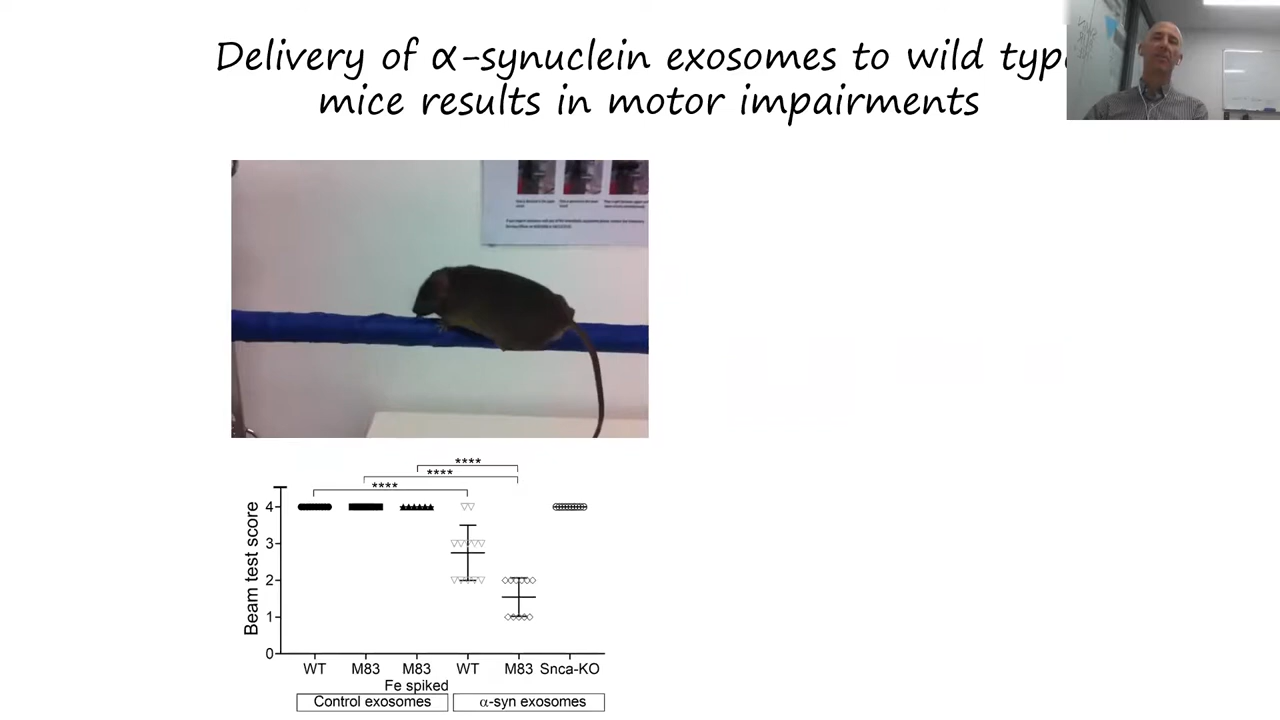 Delivery of α-synuclein exosomes to wild type
mice results in motor impairments
****
****
****
Beam test score
4
3
2
1
0
WT
M83
M83
WT
M83
Snca-KO
Fe spiked
Control exosomes
α-syn exosomes